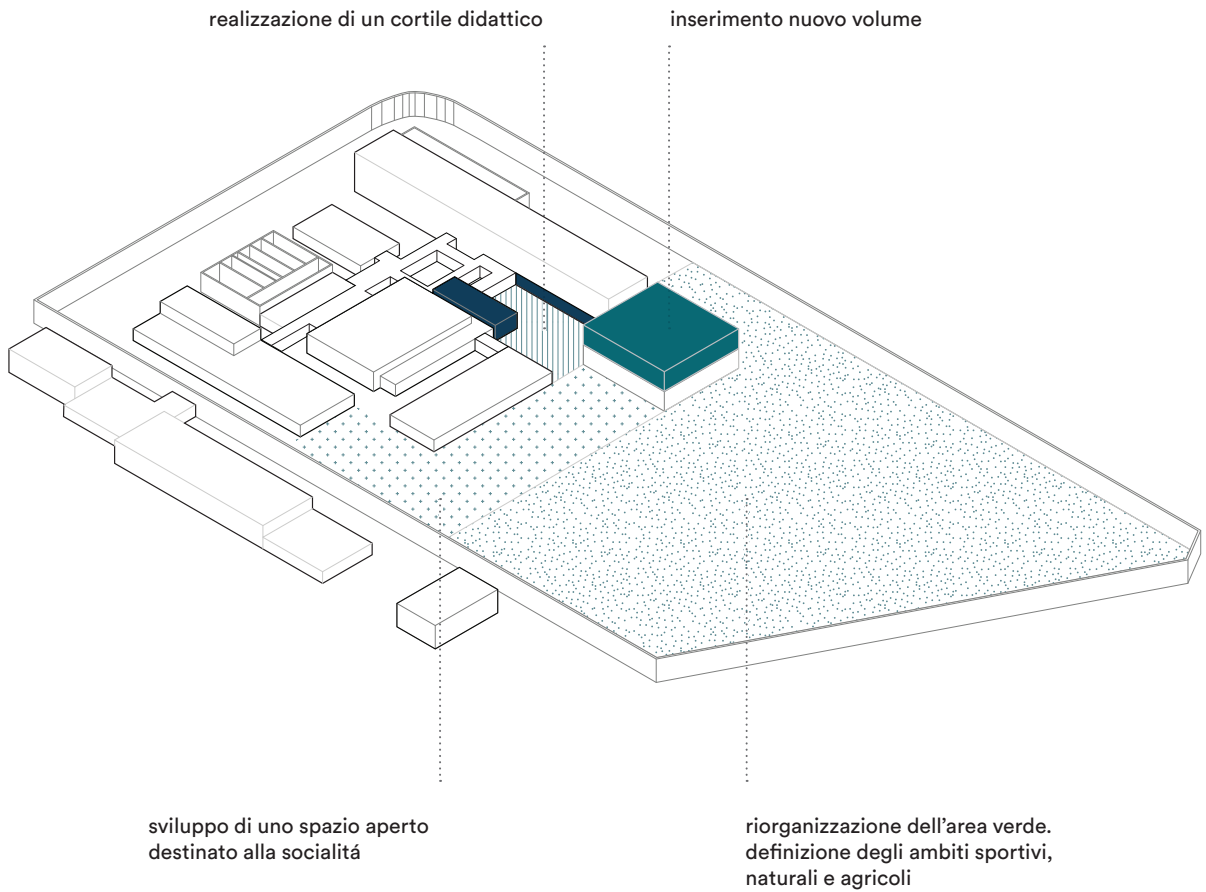 realizzazione di un cortile didattico
inserimento nuovo volume
sviluppo di uno spazio aperto
destinato alla socialitá
riorganizzazione dell’area verde.
definizione degli ambiti sportivi,
naturali e agricoli